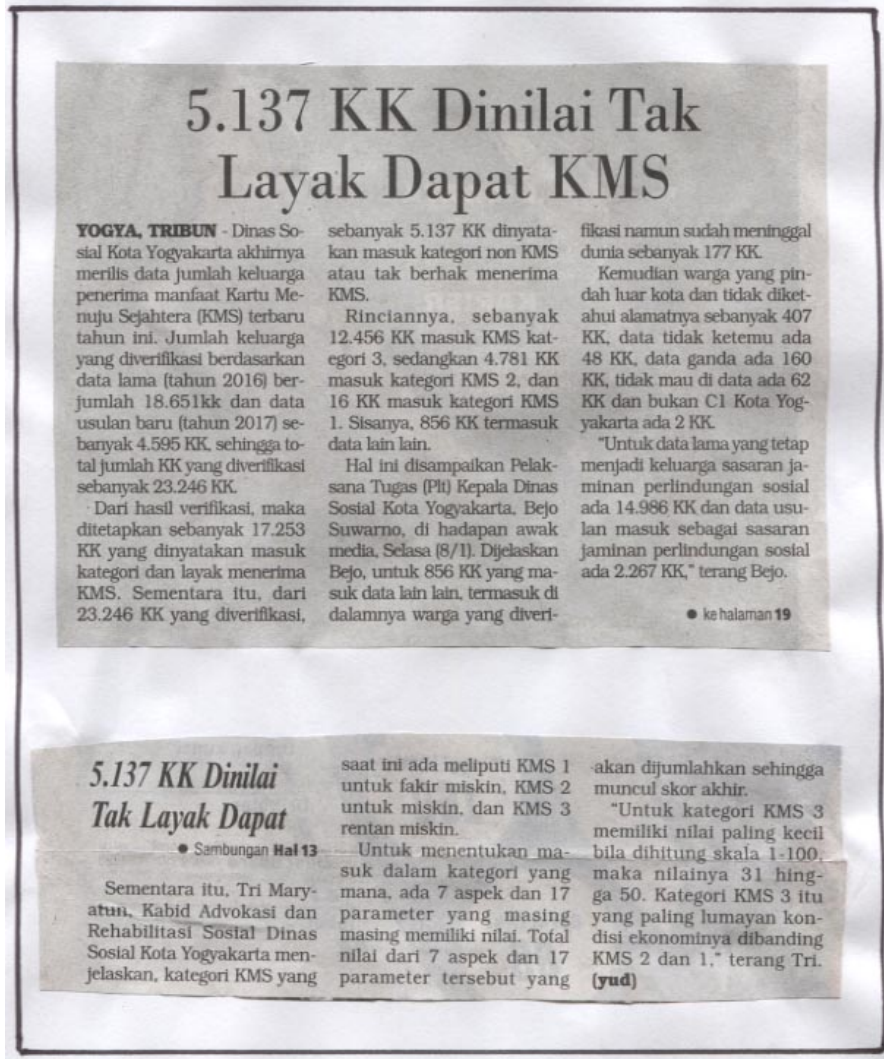 5.137 KK Dinilai Tak
Layak Dapat KMS
YOGYA, TRIBUN - Dinas So-
sial Kota Yogyakarta akhirnya
merilis data jumlah keluarga
penerima manfaat Kartu Me-
nuju Sejahtera (KMS) terbaru
tahun ini. Jumlah keluarga
yang diverifikasi berdasarkan
data lama (tahun 2016) ber-
jumlah 18.651kk dan data
usulan baru (tahun 2017) se-
banyak 4.595 KK, sehingga to-
tal jumlah KK yang diverifikasi
sebanyak 23.246 KK.
Dari hasil verifikasi, maka
ditetapkan sebanyak 17.253
KK yang dinyatakan masuk
kategori dan layak menerima
KMS. Sementara itu, dari
23.246 KK yang diverifikasi,
sebanyak 5.137 KK dinyata-
kan masuk kategori non KMS
atau tak berhak menerima
KMS.
Rinciannya, sebanyak
12.456 KK masuk KMS kat-
egori 3, sedangkan 4.781 KK
masuk kategori KMS 2, dan
16 KK masuk kategori KMS
1. Sisanya, 856 KK termasuk
data lain lain.
Hal ini disampaikan Pelak-
sana Tugas (Plt) Kepala Dinas
Sosial Kota Yogyakarta, Bejo
Suwarno, di hadapan awak
media, Selasa (8/1). Dijelaskan
Bejo, untuk 856 KK yang ma-
suk data lain lain, termasuk di
dalamnya warga yang diveri-
fikasi namun sudah meninggal
dunia sebanyak 177 KK.
Kemudian warga yang pin-
dah luar kota dan tidak diket-
ahui alamatnya sebanyak 407
KK, data tidak ketemu ada
48 KK, data ganda ada 160
KK, tidak mau di data ada 62
KK dan bukan C1 Kota Yog-
yakarta ada 2 KK.
"Untuk data lama yang tetap
menjadi keluarga sasaran ja-
minan perlindungan sosial
ada 14.986 KK dan data usu-
lan masuk sebagai sasaran
jaminan perlindungan sosial
ada 2.267 KK," terang Bejo.
● ke halaman 19
5.137 KK Dinilai
Tak Layak Dapat
● Sambungan Hal 13
Sementara itu, Tri Mary-
atun, Kabid Advokasi dan
Rehabilitasi Sosial Dinas
Sosial Kota Yogyakarta men-
jelaskan, kategori KMS yang
saat ini ada meliputi KMS 1
untuk fakir miskin, KMS 2
untuk miskin, dan KMS 3
rentan miskin.
Untuk menentukan ma-
suk dalam kategori yang
mana, ada 7 aspek dan 17
parameter yang masing
masing memiliki nilai. Total
nilai dari 7 aspek dan 17
parameter tersebut yang
akan dijumlahkan sehingga
muncul skor akhir.
"Untuk kategori KMS 3
memiliki nilai paling kecil
bila dihitung skala 1-100,
maka nilainya 31 hing-
ga 50. Kategori KMS 3 itu
yang paling lumayan kon-
disi ekonominya dibanding
KMS 2 dan 1," terang Tri.
(yud)